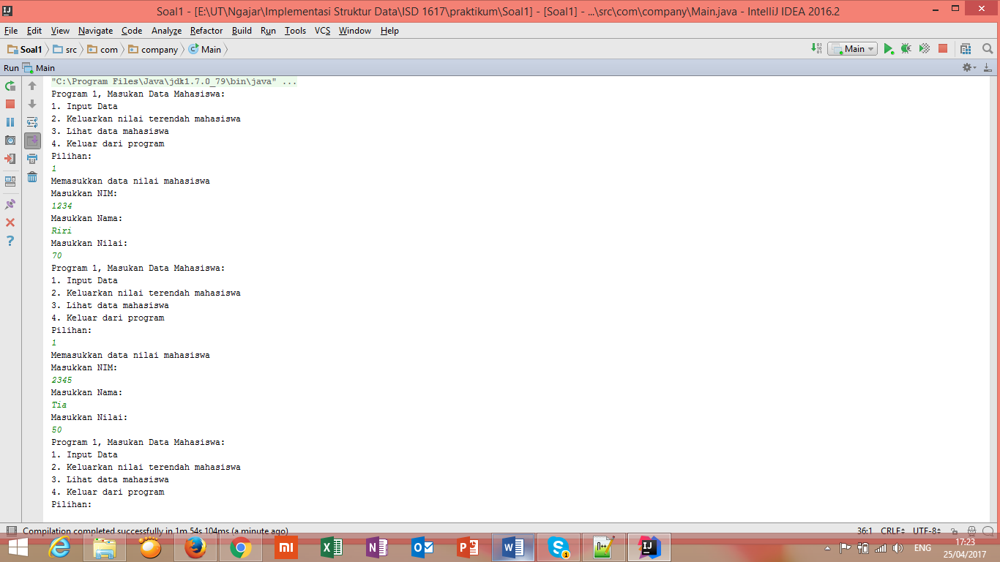 Soal1 - [E:\UT\Ngajar\Implementasi Struktur Data\ISD 1617\praktikum\Soal1] - [Soal1] - ...\src\com\company\Main.java - IntelliJ IDEA 2016.2
File Edit View Navigate Code Analyze Refactor Build Run Tools VCS Window Help
Soal1 src com company Main
Main
Run Main
"C:\Program Files\Java\jdk1.7.0_79\bin\java" ...
Program 1, Masukan Data Mahasiswa:
1. Input Data
2. Keluarkan nilai terendah mahasiswa
3. Lihat data mahasiswa
4. Keluar dari program
Pilihan:
1
Memasukkan data nilai mahasiswa
Masukkan NIM:
1234
Masukkan Nama:
Riri
Masukkan Nilai:
70
Program 1, Masukan Data Mahasiswa:
1. Input Data
2. Keluarkan nilai terendah mahasiswa
3. Lihat data mahasiswa
4. Keluar dari program
Pilihan:
1
Memasukkan data nilai mahasiswa
Masukkan NIM:
2345
Masukkan Nama:
Tia
Masukkan Nilai:
50
Program 1, Masukan Data Mahasiswa:
1. Input Data
2. Keluarkan nilai terendah mahasiswa
3. Lihat data mahasiswa
4. Keluar dari program
Pilihan:
Compilation completed successfully in 1m 54s 104ms (a minute ago)
36:1 CRLF UTF-8
ENG
17:23
25/04/2017